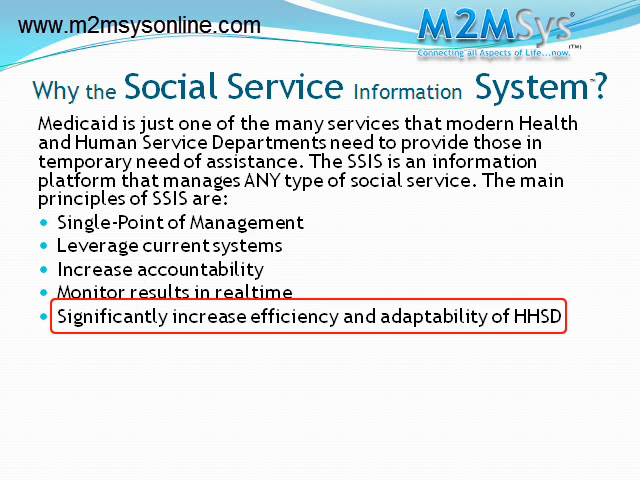 www.m2msysonline.com
M2MSys®
Connecting all Aspects of Life...now.(TM)
Why the Social Service Information System™?
Medicaid is just one of the many services that modern Health
and Human Service Departments need to provide those in
temporary need of assistance. The SSIS is an information
platform that manages ANY type of social service. The main
principles of SSIS are:
• Single-Point of Management
• Leverage current systems
• Increase accountability
• Monitor results in realtime
• Significantly increase efficiency and adaptability of HHSD